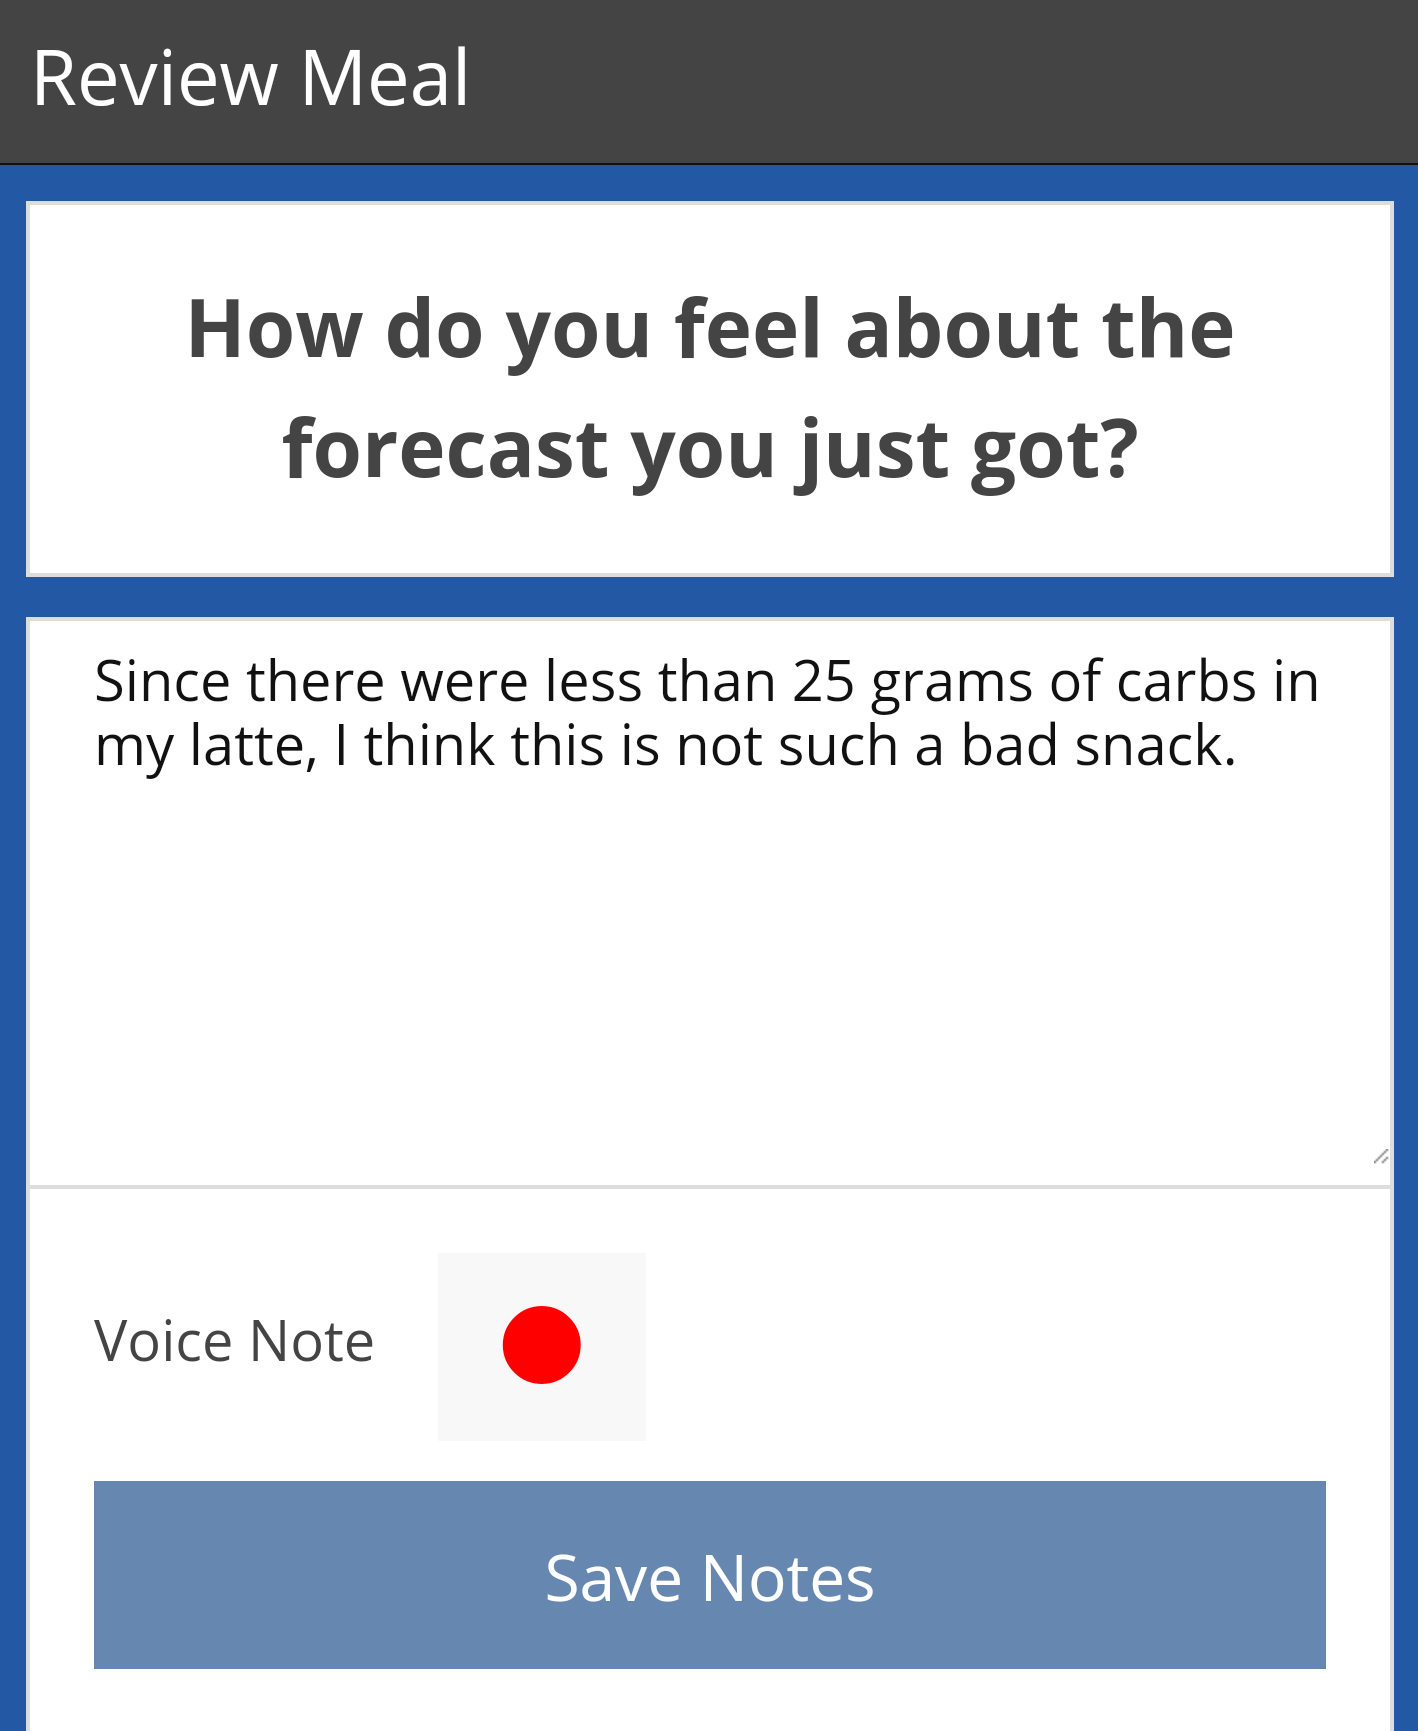 Review Meal
How do you feel about the
forecast you just got?
Since there were less than 25 grams of carbs in
my latte, I think this is not such a bad snack.
Voice Note
Save Notes